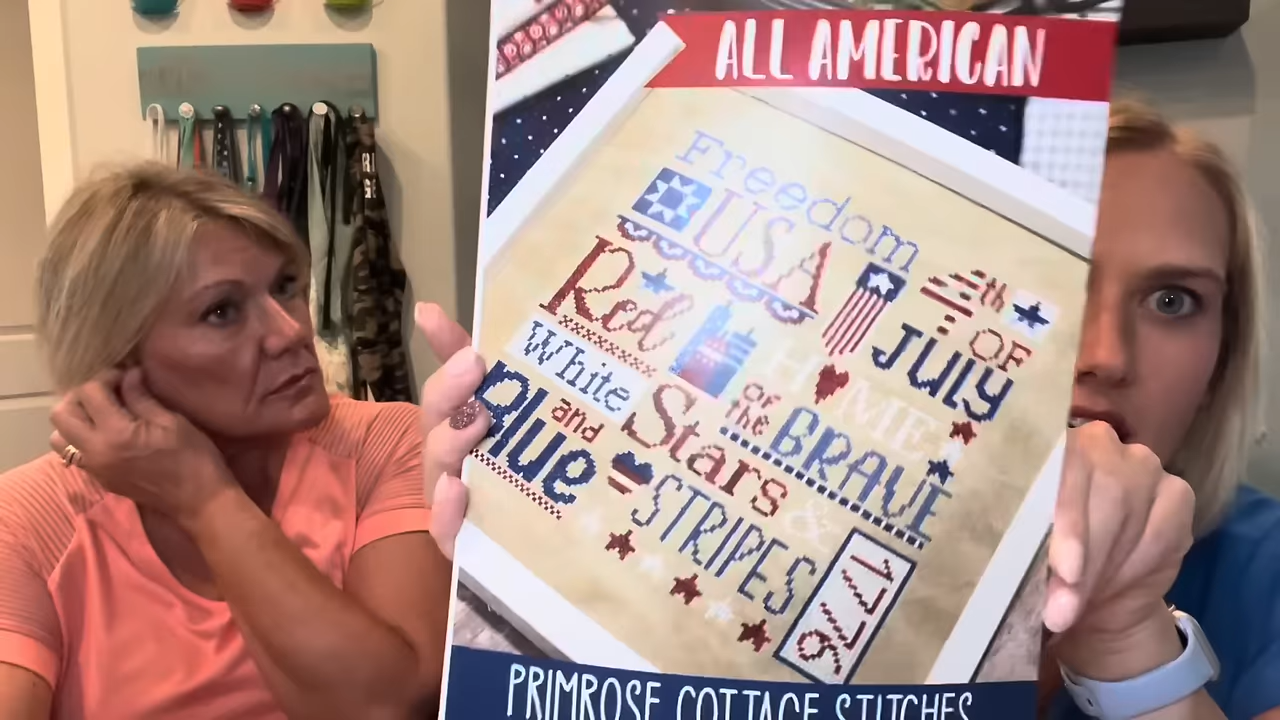 ALL AMERICAN
Freedom
USA
4th
OF
JULY
Red
White
and
Blue
HOME
of
the
BRAVE
Stars
&
STRIPES
1776
PRIMROSE COTTAGE STITCHES